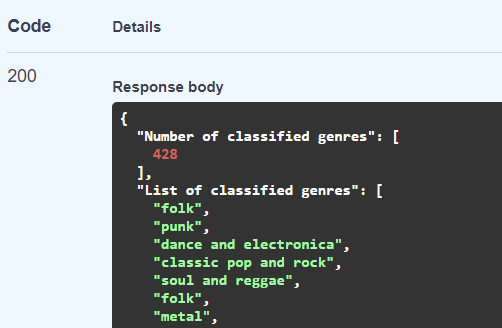 Code Details
200
Response body
{
"Number of classified genres": [
428
],
"List of classified genres": [
"folk",
"punk",
"dance and electronica",
"classic pop and rock",
"soul and reggae",
"folk",
"metal",